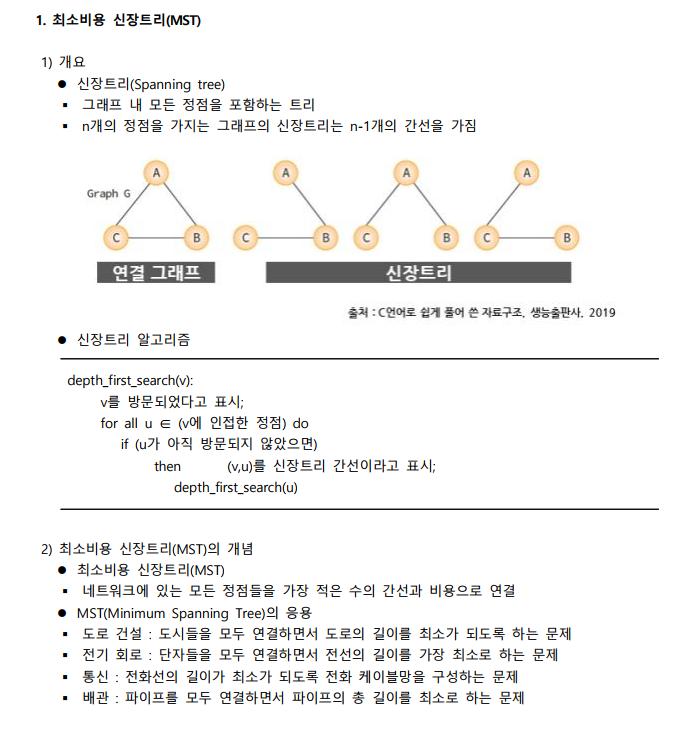 1. 최소비용 신장트리(MST)
1) 개요
● 신장트리(Spanning tree)
▪ 그래프 내 모든 정점을 포함하는 트리
▪ n개의 정점을 가지는 그래프의 신장트리는 n-1개의 간선을 가짐
A A A A
Graph G
C B C B C B C B
연결 그래프 신장트리
출처 : C언어로 쉽게 풀어 쓴 자료구조, 생능출판사, 2019
● 신장트리 알고리즘
depth_first_search(v):
v를 방문되었다고 표시;
for all u ∈ (v에 인접한 정점) do
if (u가 아직 방문되지 않았으면)
then (v,u)를 신장트리 간선이라고 표시;
depth_first_search(u)
2) 최소비용 신장트리(MST)의 개념
● 최소비용 신장트리(MST)
▪ 네트워크에 있는 모든 정점들을 가장 적은 수의 간선과 비용으로 연결
● MST(Minimum Spanning Tree)의 응용
▪ 도로 건설 : 도시들을 모두 연결하면서 도로의 길이를 최소가 되도록 하는 문제
▪ 전기 회로 : 단자들을 모두 연결하면서 전선의 길이를 가장 최소로 하는 문제
▪ 통신 : 전화선의 길이가 최소가 되도록 전화 케이블망을 구성하는 문제
▪ 배관 : 파이프를 모두 연결하면서 파이프의 총 길이를 최소로 하는 문제